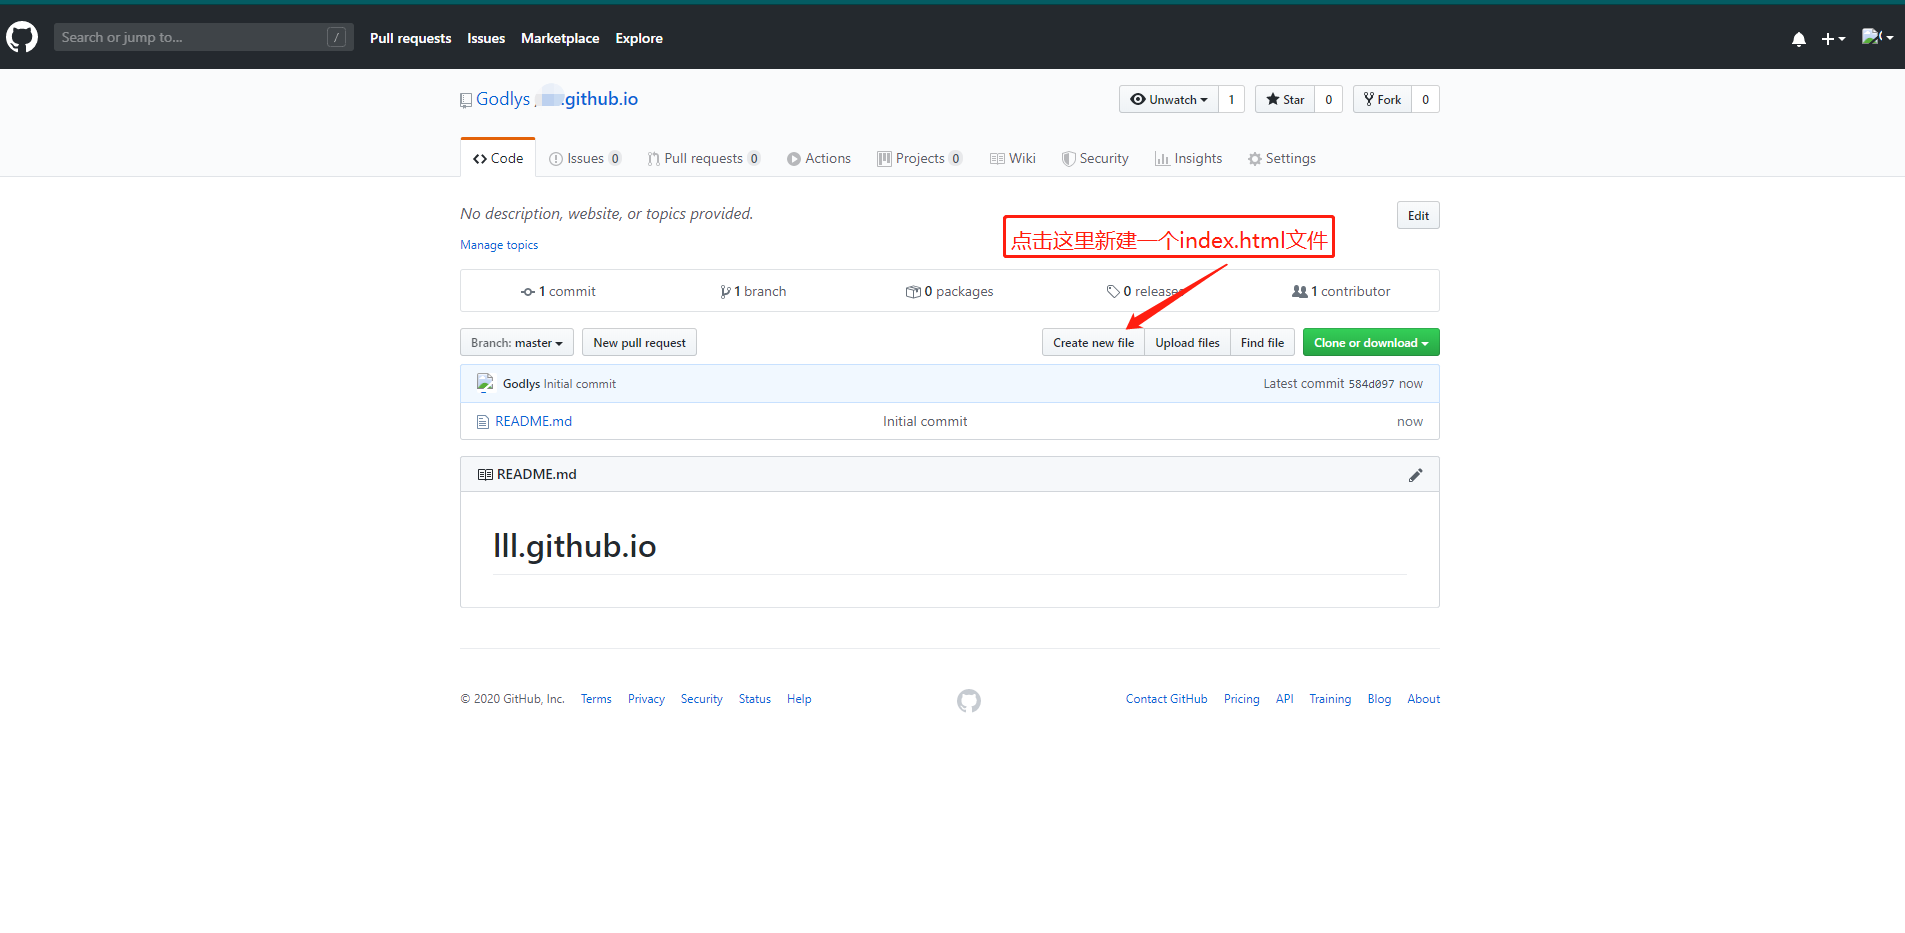 Search or jump to...
/
Pull requests
Issues
Marketplace
Explore
Godlys / .github.io
Unwatch
1
Star
0
Fork
0
Code
Issues 0
Pull requests 0
Actions
Projects 0
Wiki
Security
Insights
Settings
No description, website, or topics provided.
Edit
Manage topics
点击这里新建一个index.html文件
1 commit
1 branch
0 packages
0 releases
1 contributor
Branch: master
New pull request
Create new file
Upload files
Find file
Clone or download
Godlys Initial commit
Latest commit 584d097 now
README.md
Initial commit
now
README.md
lll.github.io
© 2020 GitHub, Inc.
Terms
Privacy
Security
Status
Help
Contact GitHub
Pricing
API
Training
Blog
About